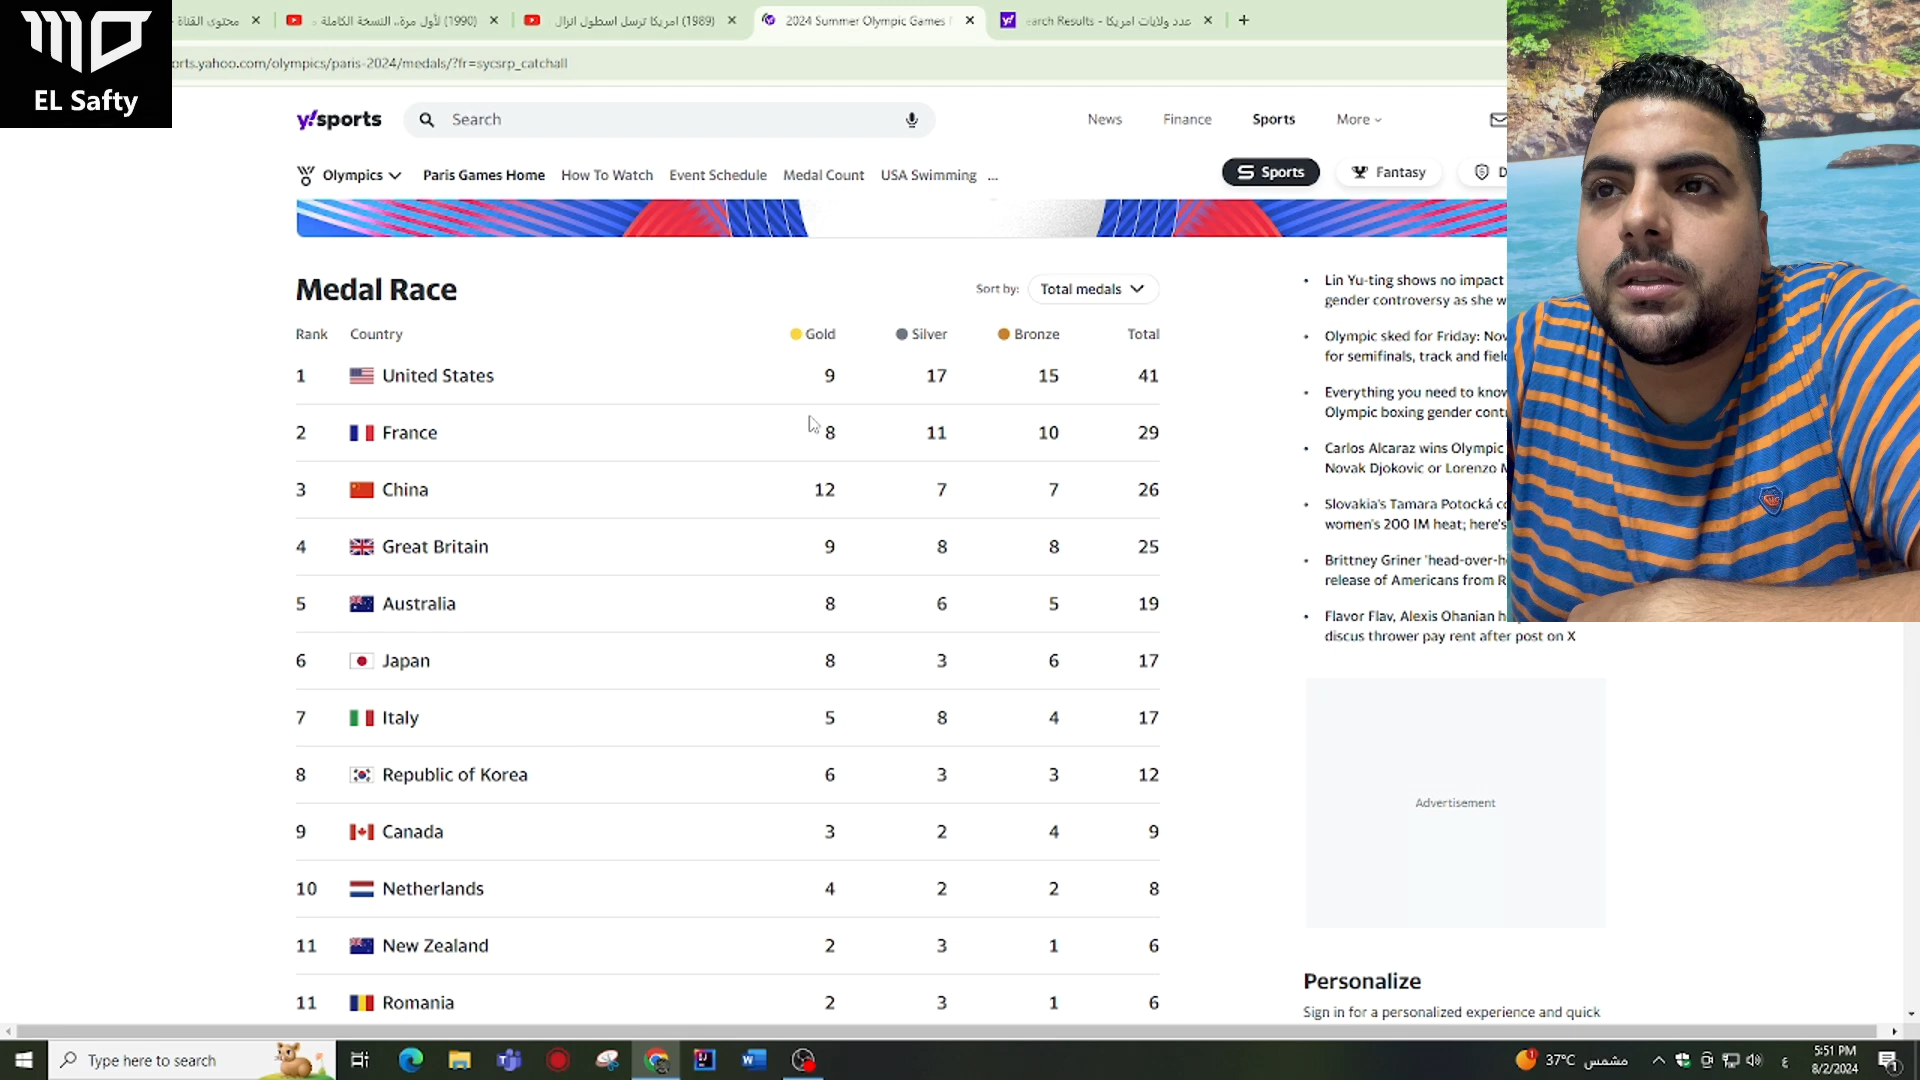 MO
EL Safty
محتوى القناة -
(1990) لأول مرة،، النسخة الكاملة
(1989) امريكا ترسل اسطول انزال
2024 Summer Olympic Games
عدد ولايات امريكا - earch Results
orts.yahoo.com/olympics/paris-2024/medals/?fr=sycsrp_catchall
y!sports
Search
News Finance Sports More
Olympics Paris Games Home How To Watch Event Schedule Medal Count USA Swimming ...
Sports Fantasy D
Medal Race
Sort by: Total medals
Rank Country Gold Silver Bronze Total
1 United States 9 17 15 41
2 France 8 11 10 29
3 China 12 7 7 26
4 Great Britain 9 8 8 25
5 Australia 8 6 5 19
6 Japan 8 3 6 17
7 Italy 5 8 4 17
8 Republic of Korea 6 3 3 12
9 Canada 3 2 4 9
10 Netherlands 4 2 2 8
11 New Zealand 2 3 1 6
11 Romania 2 3 1 6
Lin Yu-ting shows no impact
gender controversy as she w
Olympic sked for Friday: Nov
for semifinals, track and field
Everything you need to know
Olympic boxing gender contr
Carlos Alcaraz wins Olympic
Novak Djokovic or Lorenzo M
Slovakia's Tamara Potocká co
women's 200 IM heat; here's
Brittney Griner 'head-over-h
release of Americans from R
Flavor Flav, Alexis Ohanian h
discus thrower pay rent after post on X
Advertisement
Personalize
Sign in for a personalized experience and quick
Type here to search
37°C مشمس
ع
5:51 PM
8/2/2024